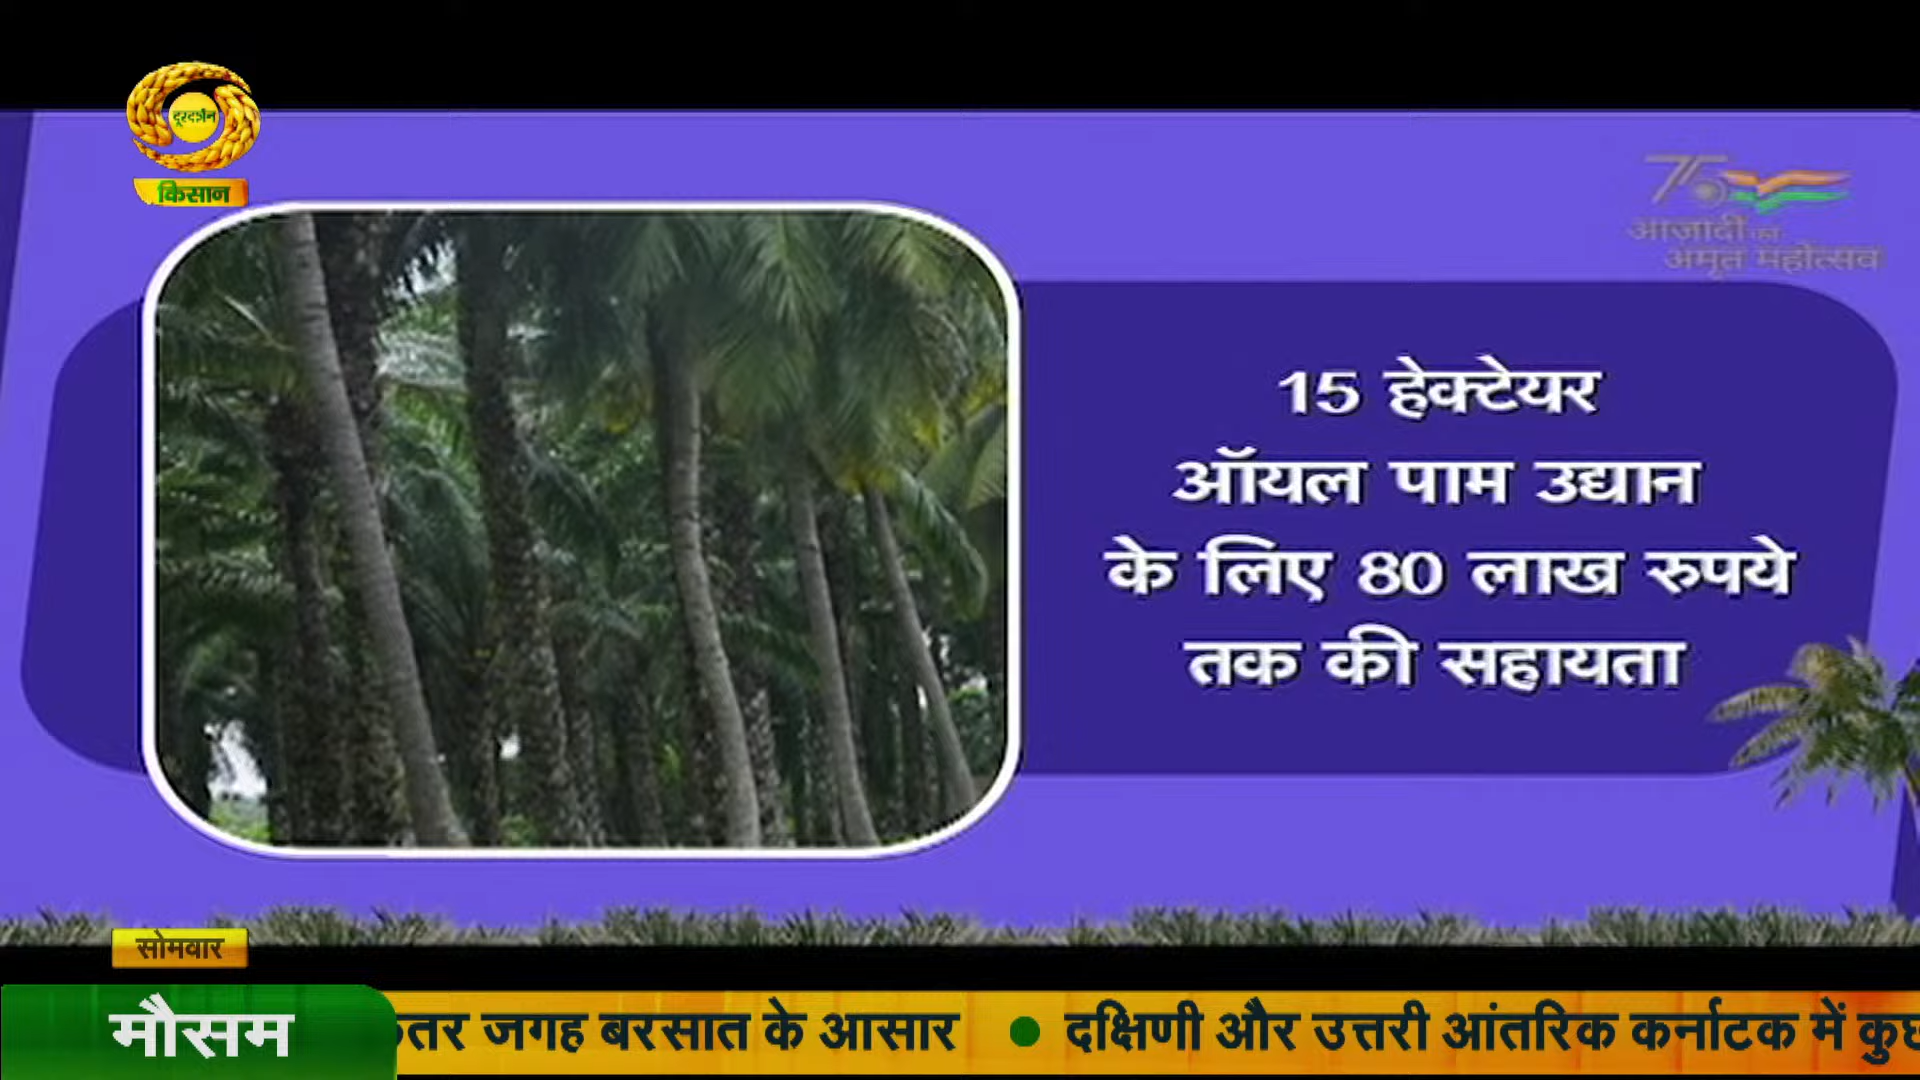 दूरदर्शन
किसान
75
आज़ादी का
अमृत महोत्सव
15 हेक्टेयर
ऑयल पाम उद्यान
के लिए 80 लाख रुपये
तक की सहायता
सोमवार
मौसम
जगह बरसात के आसार ● दक्षिणी और उत्तरी आंतरिक कर्नाटक में